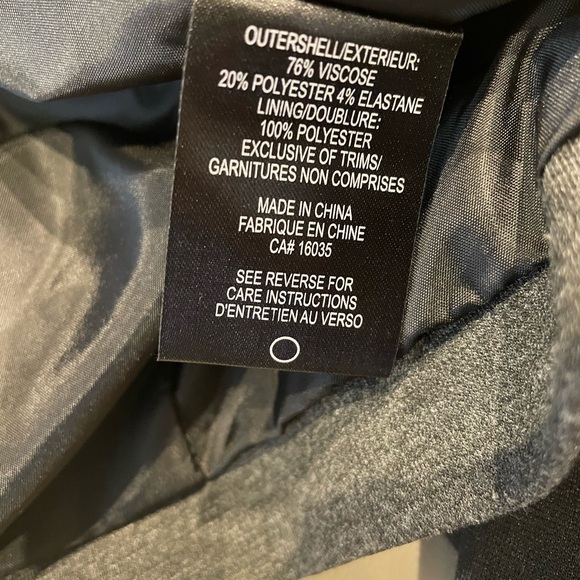 OUTERSHELL/EXTERIEUR:
76% VISCOSE
20% POLYESTER 4% ELASTANE
LINING/DOUBLURE:
100% POLYESTER
EXCLUSIVE OF TRIMS/
GARNITURES NON COMPRISES
MADE IN CHINA
FABRIQUE EN CHINE
CA# 16035
SEE REVERSE FOR
CARE INSTRUCTIONS
D'ENTRETIEN AU VERSO